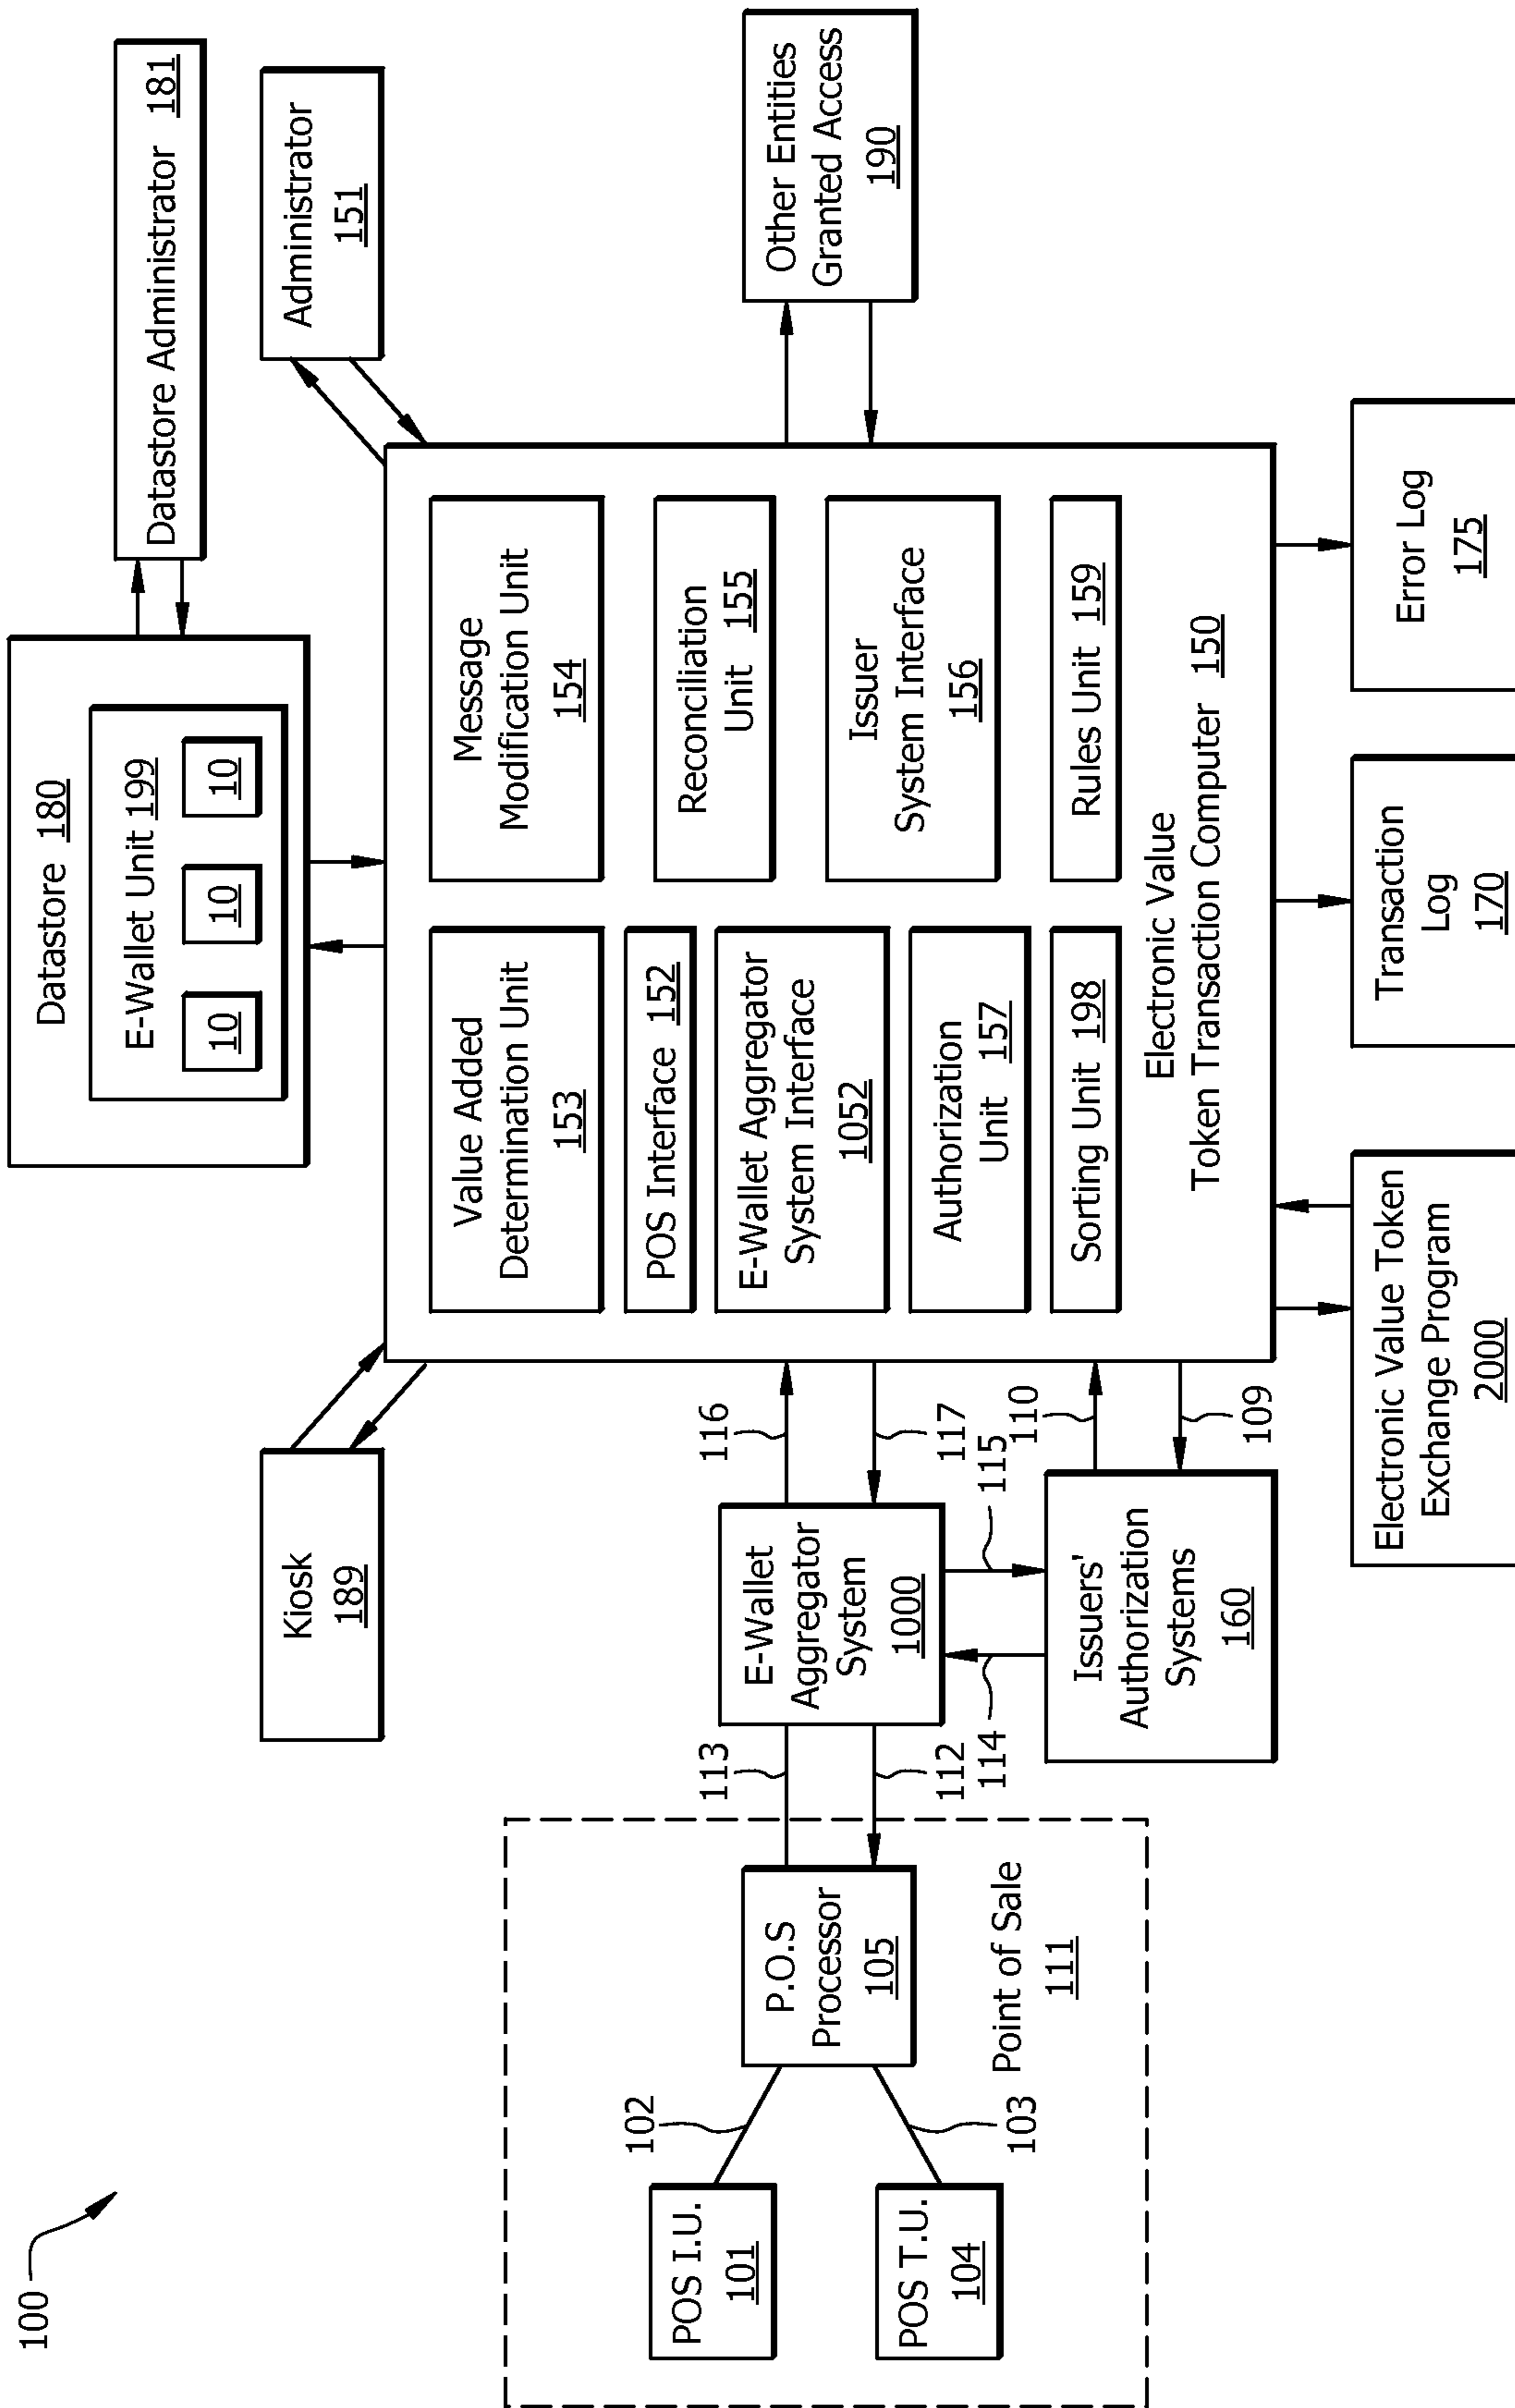 100
Datastore 180
E-Wallet Unit 199
10
10
10
Datastore Administrator 181
Kiosk
189
Administrator
151
Value Added
Determination Unit
153
Message
Modification Unit
154
POS Interface 152
Reconciliation
Unit 155
E-Wallet Aggregator
System Interface
1052
Issuer
System Interface
156
Authorization
Unit 157
Sorting Unit 198
Rules Unit 159
Electronic Value
Token Transaction Computer 150
Other Entities
Granted Access
190
POS I.U.
101
102
POS T.U.
104
103
P.O.S
Processor
105
Point of Sale
111
113
112
E-Wallet
Aggregator
System
1000
116
117
114
115
Issuers'
Authorization
Systems
160
110
109
Electronic Value Token
Exchange Program
2000
Transaction
Log
170
Error Log
175